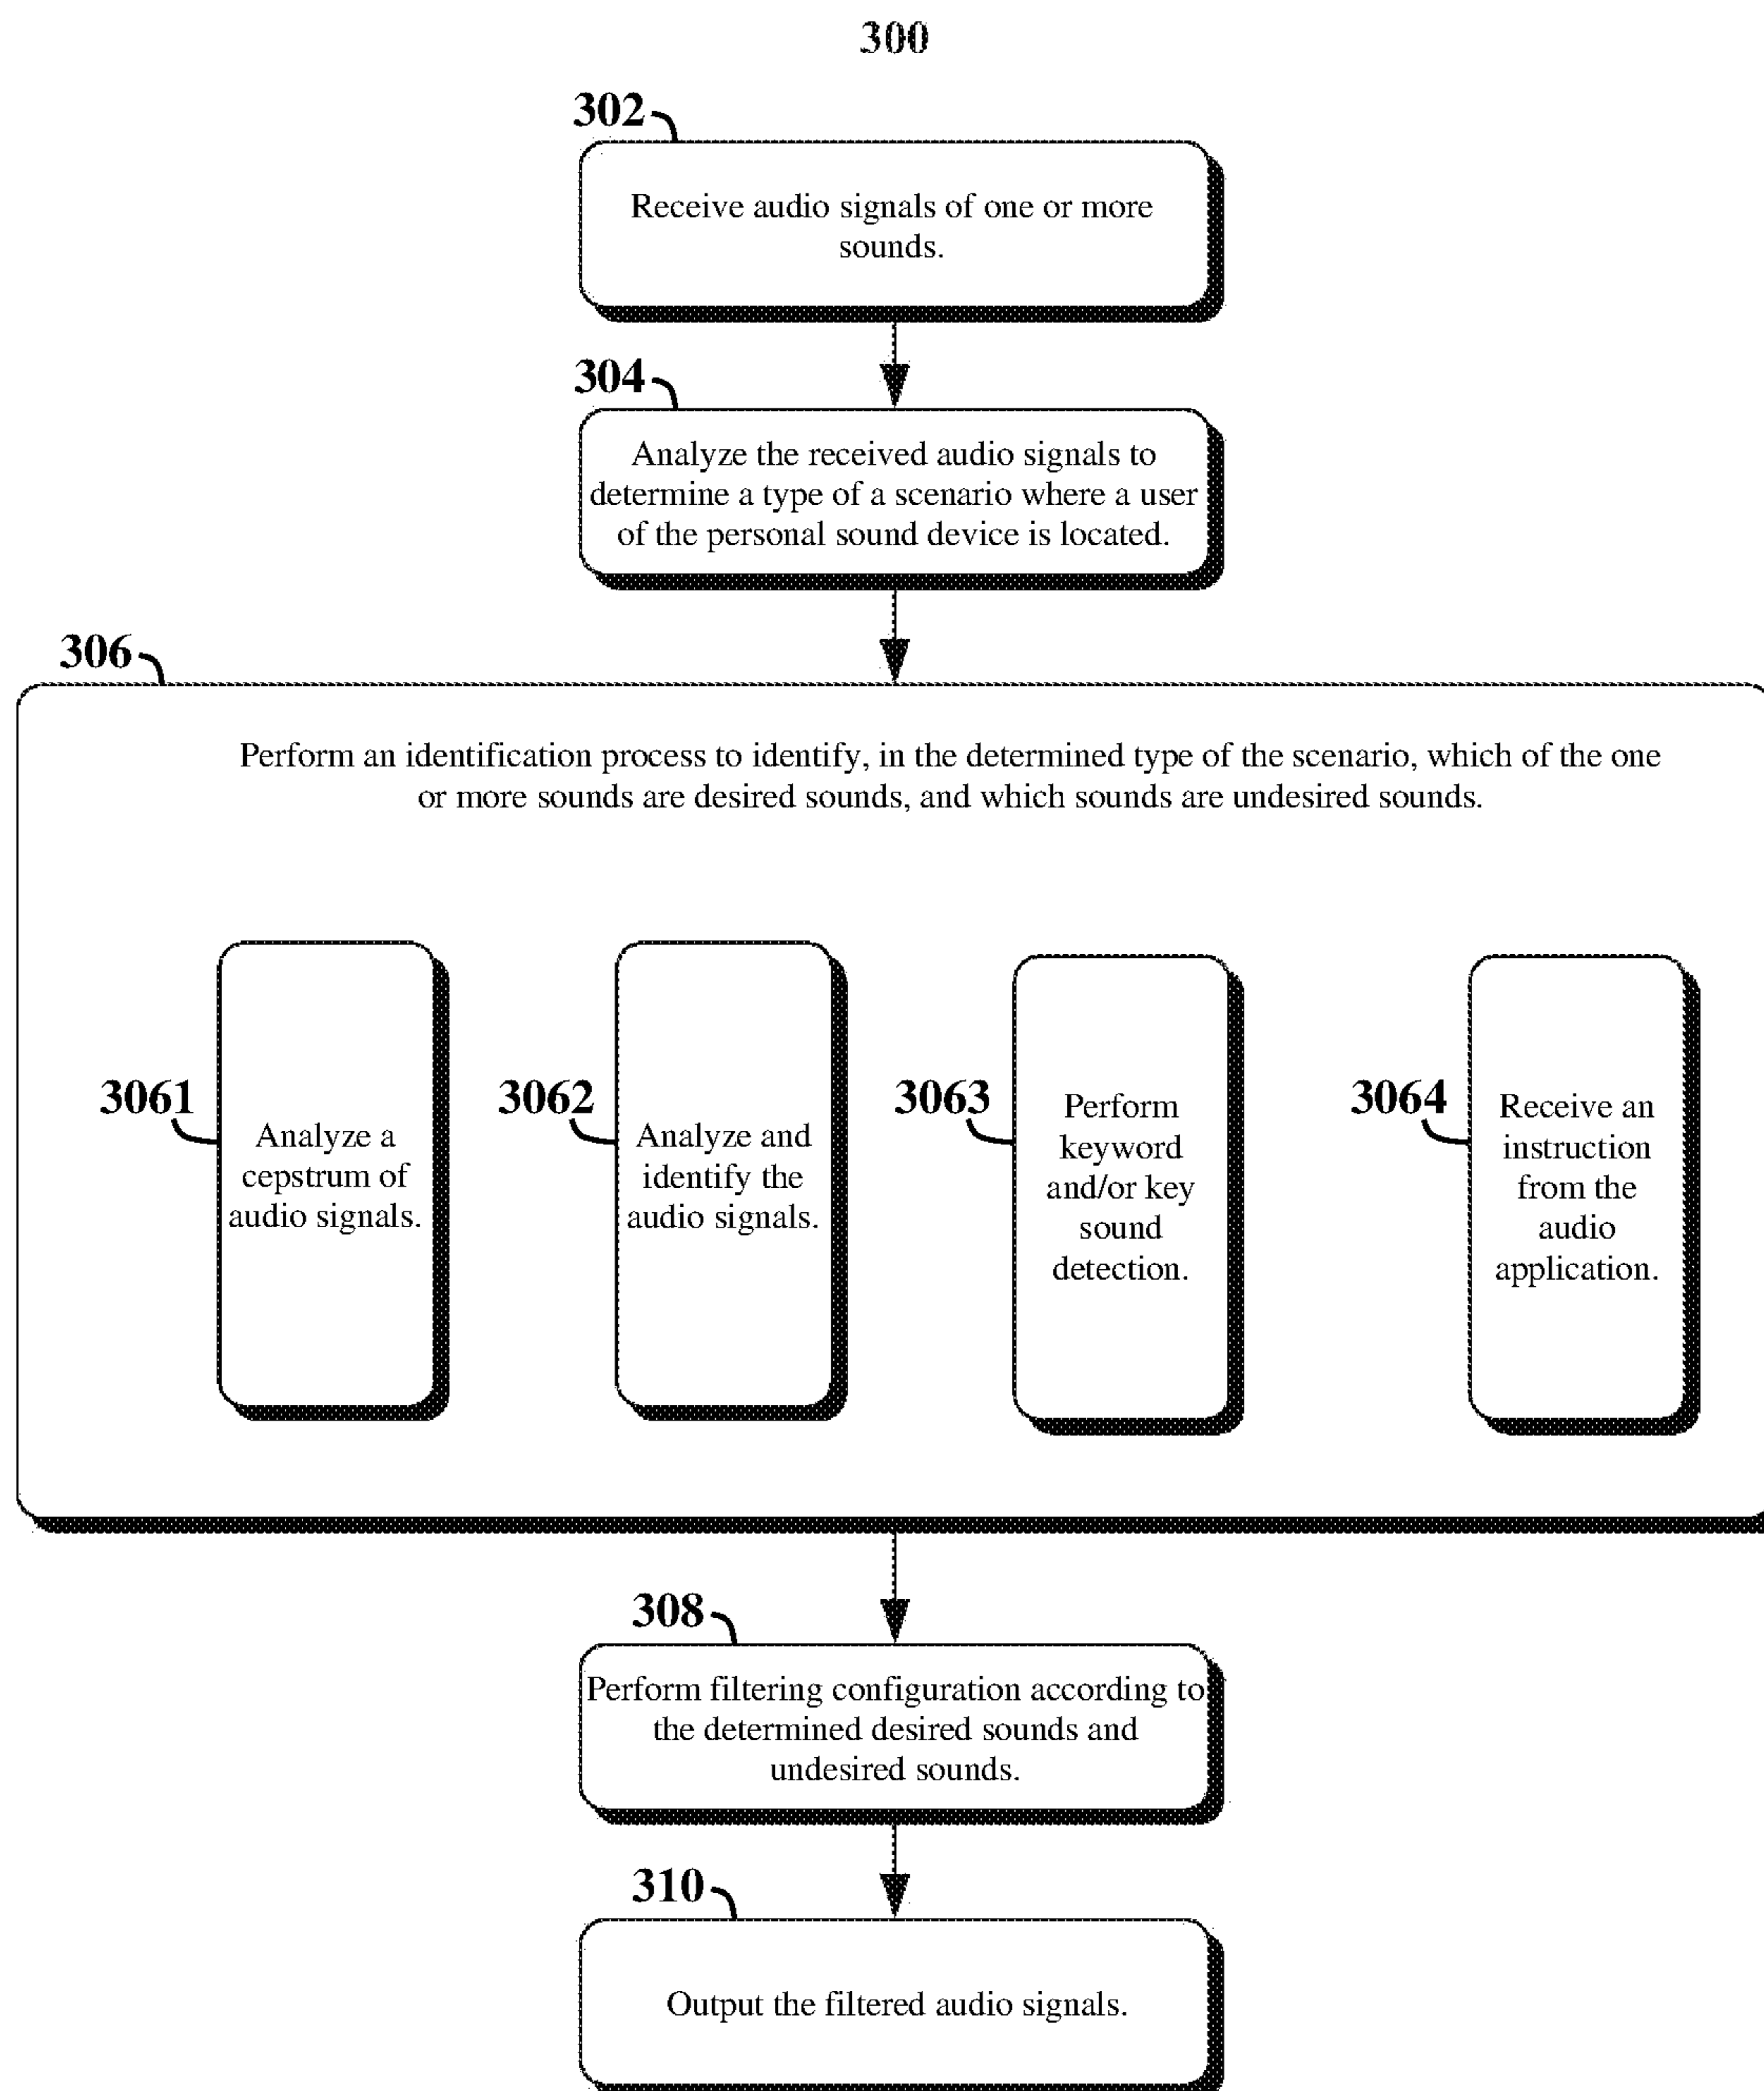 300
302
Receive audio signals of one or more
sounds.
304
Analyze the received audio signals to
determine a type of a scenario where a user
of the personal sound device is located.
306
Perform an identification process to identify, in the determined type of the scenario, which of the one
or more sounds are desired sounds, and which sounds are undesired sounds.
3061
Analyze a
cepstrum of
audio signals.
3062
Analyze and
identify the
audio signals.
3063
Perform
keyword
and/or key
sound
detection.
3064
Receive an
instruction
from the
audio
application.
308
Perform filtering configuration according to
the determined desired sounds and
undesired sounds.
310
Output the filtered audio signals.